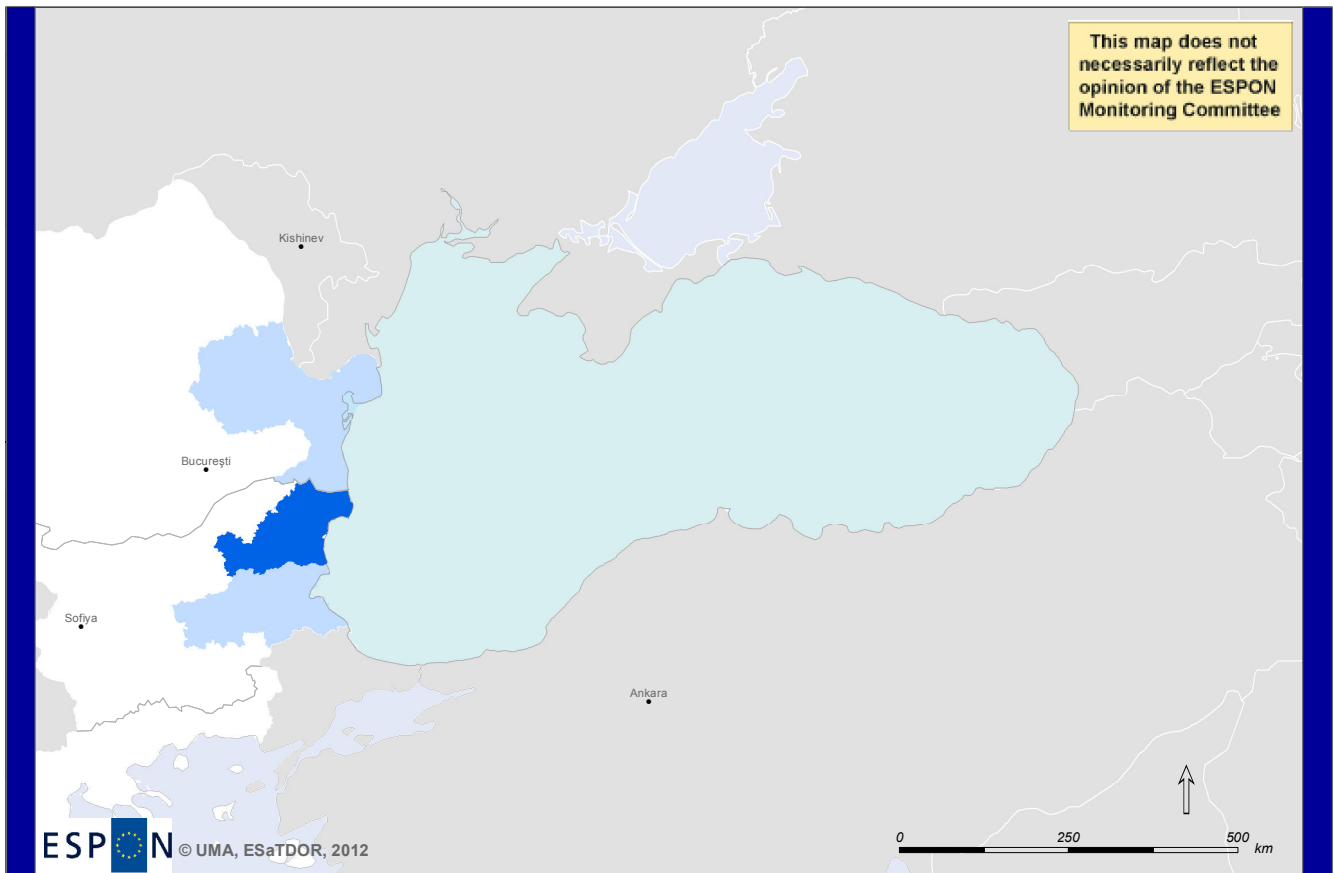 This map does not
necessarily reflect the
opinion of the ESPON
Monitoring Committee
Kishinev
Bucureşti
Sofiya
Ankara
ESPON © UMA, ESaTDOR, 2012
0 250 500
km